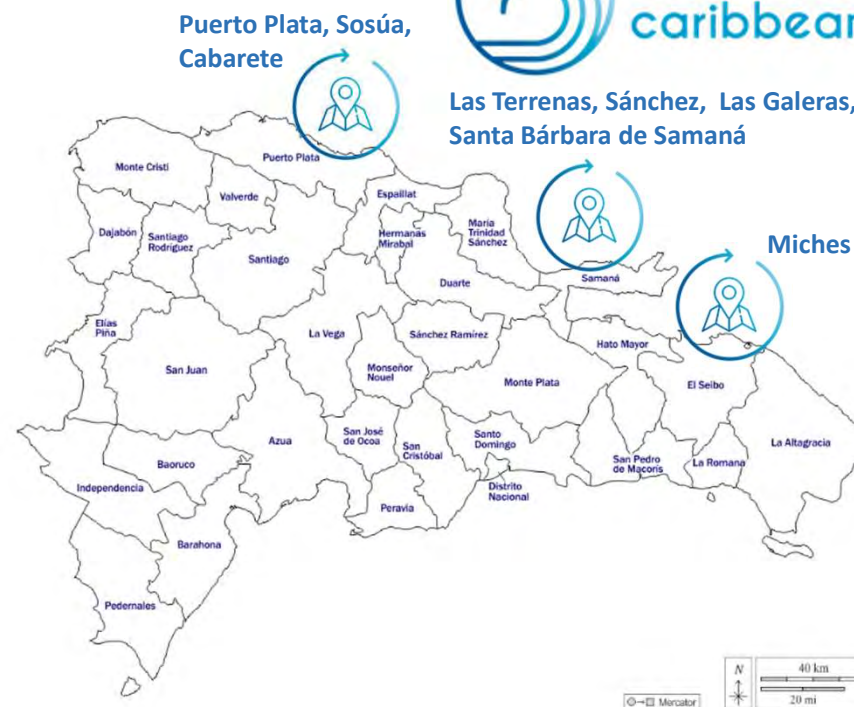 caribbean
Puerto Plata, Sosúa,
Cabarete
Las Terrenas, Sánchez, Las Galeras,
Santa Bárbara de Samaná
Miches
Monte Cristi
Puerto Plata
Valverde
Espaillat
Dajabón
Santiago
Rodríguez
Hermanas
Mirabal
María
Trinidad
Sánchez
Santiago
Duarte
Samaná
Elías
Piña
La Vega
Sánchez Ramírez
Hato Mayor
San Juan
Monseñor
Nouel
Monte Plata
El Seibo
Azua
San José
de Ocoa
San
Cristóbal
Santo
Domingo
La Altagracia
Baoruco
San Pedro
de Macorís
La Romana
Independencia
Distrito
Nacional
Peravia
Barahona
Pedernales
N
40 km
20 mi
Mercator